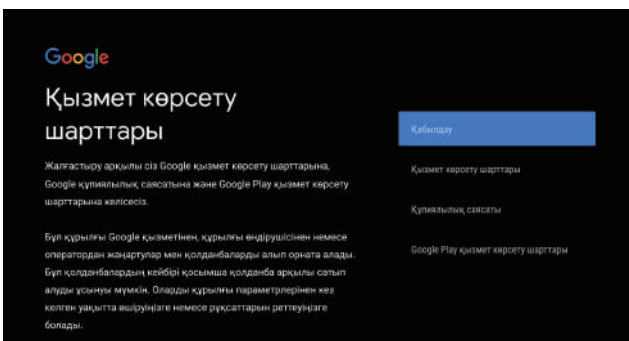 Google
Қызмет көрсету
шарттары
Жалғастыру арқылы сіз Google қызмет көрсету шарттарына,
Google құпиялылық саясатына және Google Play қызмет көрсету
шарттарына келісесіз.
Бұл құрылғы Google қызметінен, құрылғы өндірушісінен немесе
оператордан жаңартулар мен қолданбаларды алып орната алады.
Бұл қолданбалардың кейбірі қосымша қолданба арқылы сатып
алуды ұсынуы мүмкін. Оларды құрылғы параметрлерінен кез
келген уақытта өшіруіңізге немесе рұқсаттарын реттеуіңізге
болады.
Қабылдау
Қызмет көрсету шарттары
Құпиялылық саясаты
Google Play қызмет көрсету шарттары